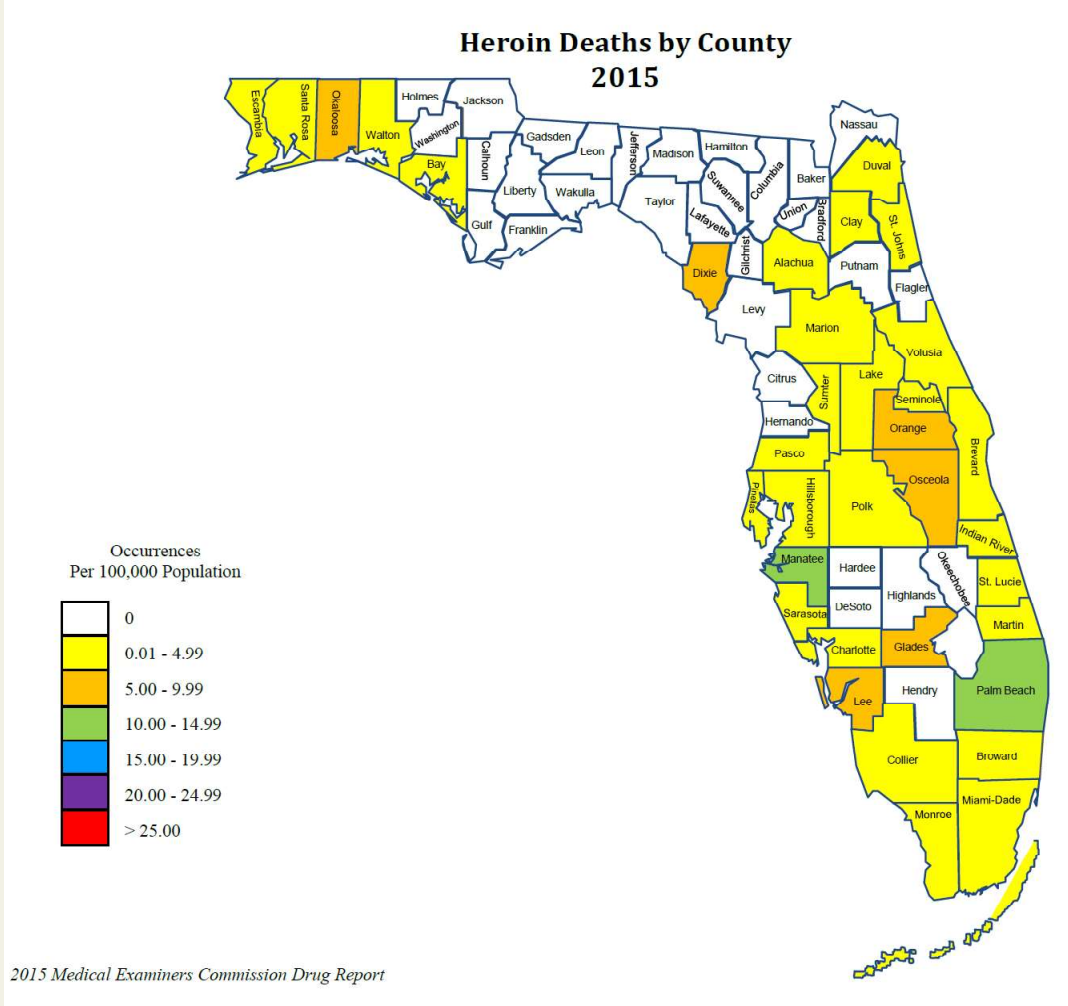 Heroin Deaths by County
2015
Escambia
Santa Rosa
Okaloosa
Walton
Holmes
Jackson
Washington
Bay
Calhoun
Gadsden
Leon
Liberty
Wakulla
Gulf
Franklin
Jefferson
Madison
Hamilton
Taylor
Suwannee
Lafayette
Columbia
Baker
Nassau
Duval
Union
Bradford
Clay
St. Johns
Dixie
Gilchrist
Alachua
Putnam
Flagler
Levy
Marion
Volusia
Citrus
Sumter
Lake
Seminole
Hernando
Orange
Brevard
Pasco
Osceola
Pinellas
Hillsborough
Polk
Indian River
Manatee
Hardee
Okeechobee
St. Lucie
Highlands
DeSoto
Sarasota
Martin
Charlotte
Glades
Lee
Hendry
Palm Beach
Collier
Broward
Miami-Dade
Monroe
Occurrences
Per 100,000 Population
0
0.01 - 4.99
5.00 - 9.99
10.00 - 14.99
15.00 - 19.99
20.00 - 24.99
> 25.00
2015 Medical Examiners Commission Drug Report